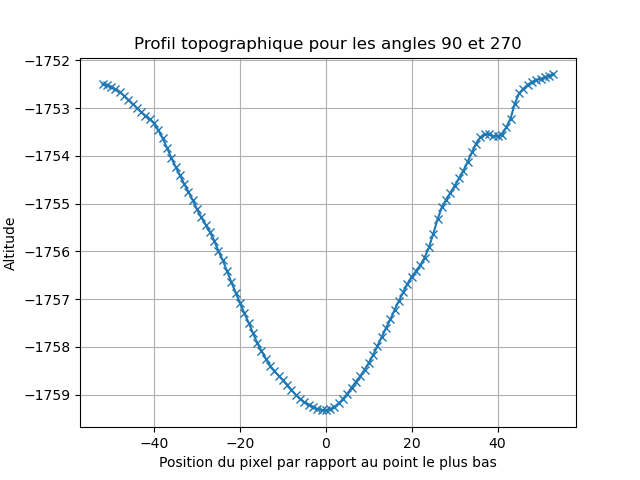 Profil topographique pour les angles 90 et 270
−1752
−1753
−1754
−1755
−1756
−1757
−1758
−1759
Altitude
−40 −20 0 20 40
Position du pixel par rapport au point le plus bas